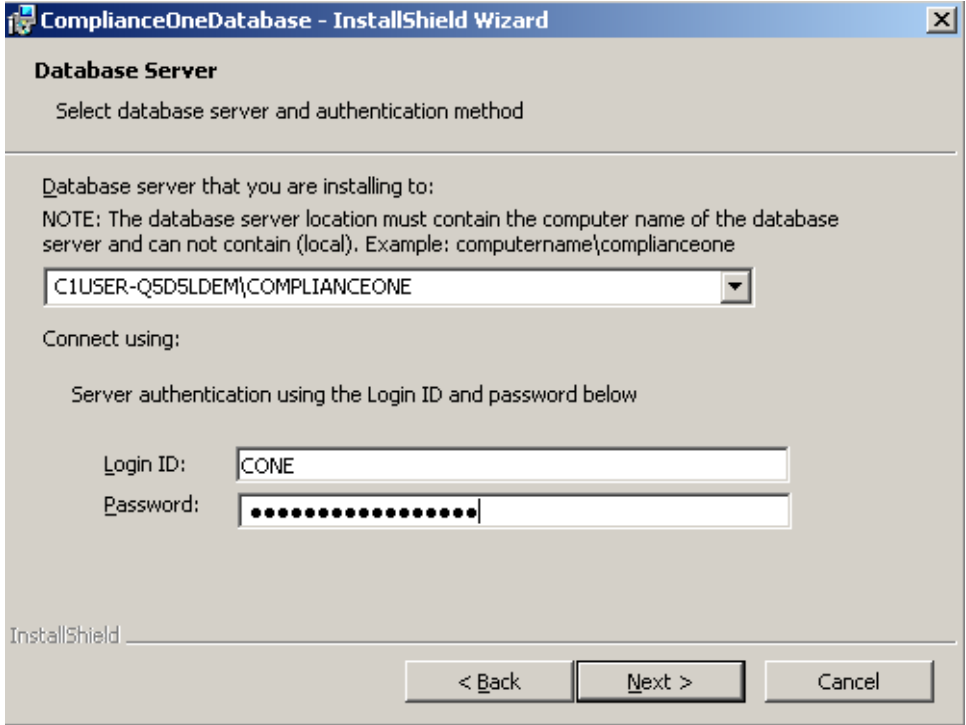 ComplianceOneDatabase - InstallShield Wizard
Database Server
Select database server and authentication method
Database server that you are installing to:
NOTE: The database server location must contain the computer name of the database
server and can not contain (local). Example: computername\complianceone
C1USER-Q5D5LDEM\COMPLIANCEONE
Connect using:
Server authentication using the Login ID and password below
Login ID:
CONE
Password:
•••••••••••••••••
InstallShield
< Back
Next >
Cancel